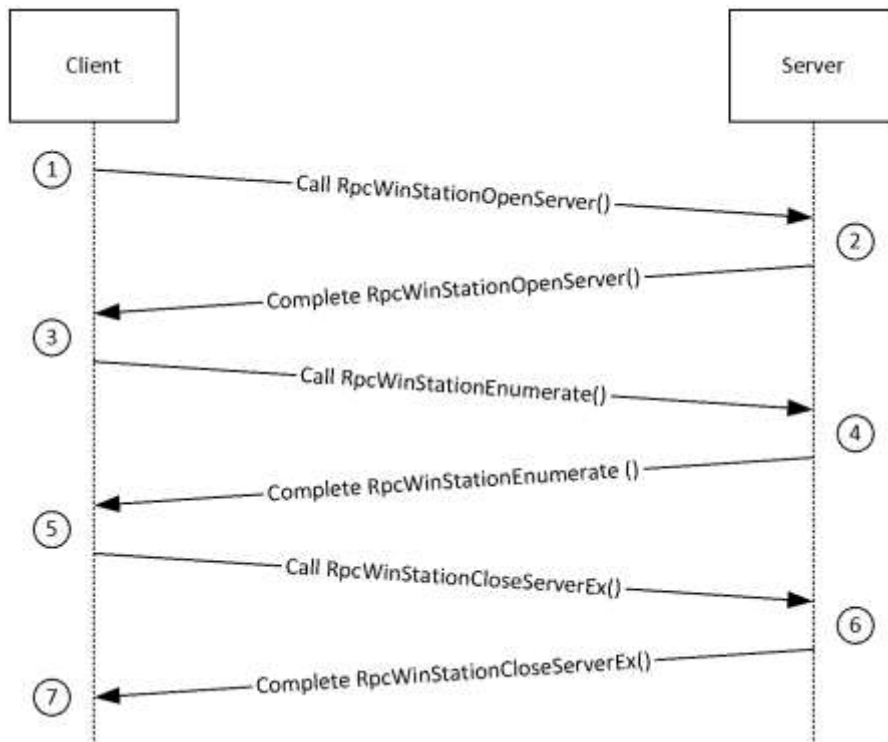 Client
Server
1
Call RpcWinStationOpenServer()
2
Complete RpcWinStationOpenServer()
3
Call RpcWinStationEnumerate()
4
Complete RpcWinStationEnumerate ()
5
Call RpcWinStationCloseServerEx()
6
Complete RpcWinStationCloseServerEx()
7